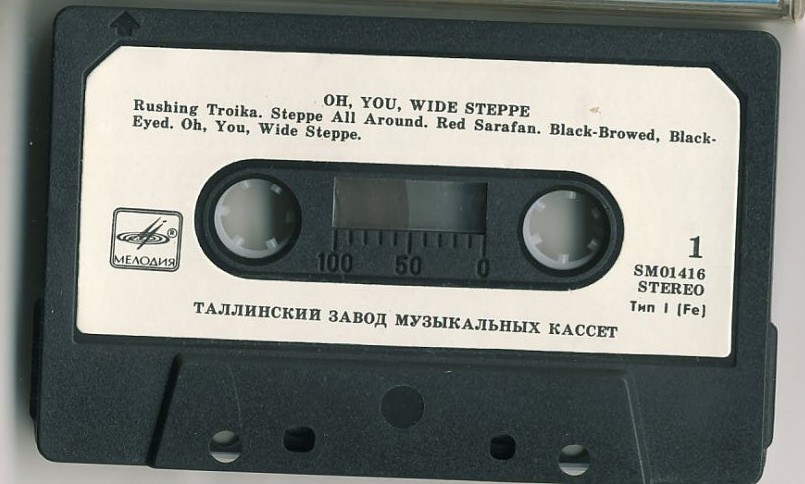 OH, YOU, WIDE STEPPE
Rushing Troika. Steppe All Around. Red Sarafan. Black-Browed, Black-
Eyed. Oh, You, Wide Steppe.
®
МЕЛОДИЯ
100 50 0
1
SM01416
STEREO
Тип I (Fe)
ТАЛЛИНСКИЙ ЗАВОД МУЗЫКАЛЬНЫХ КАССЕТ